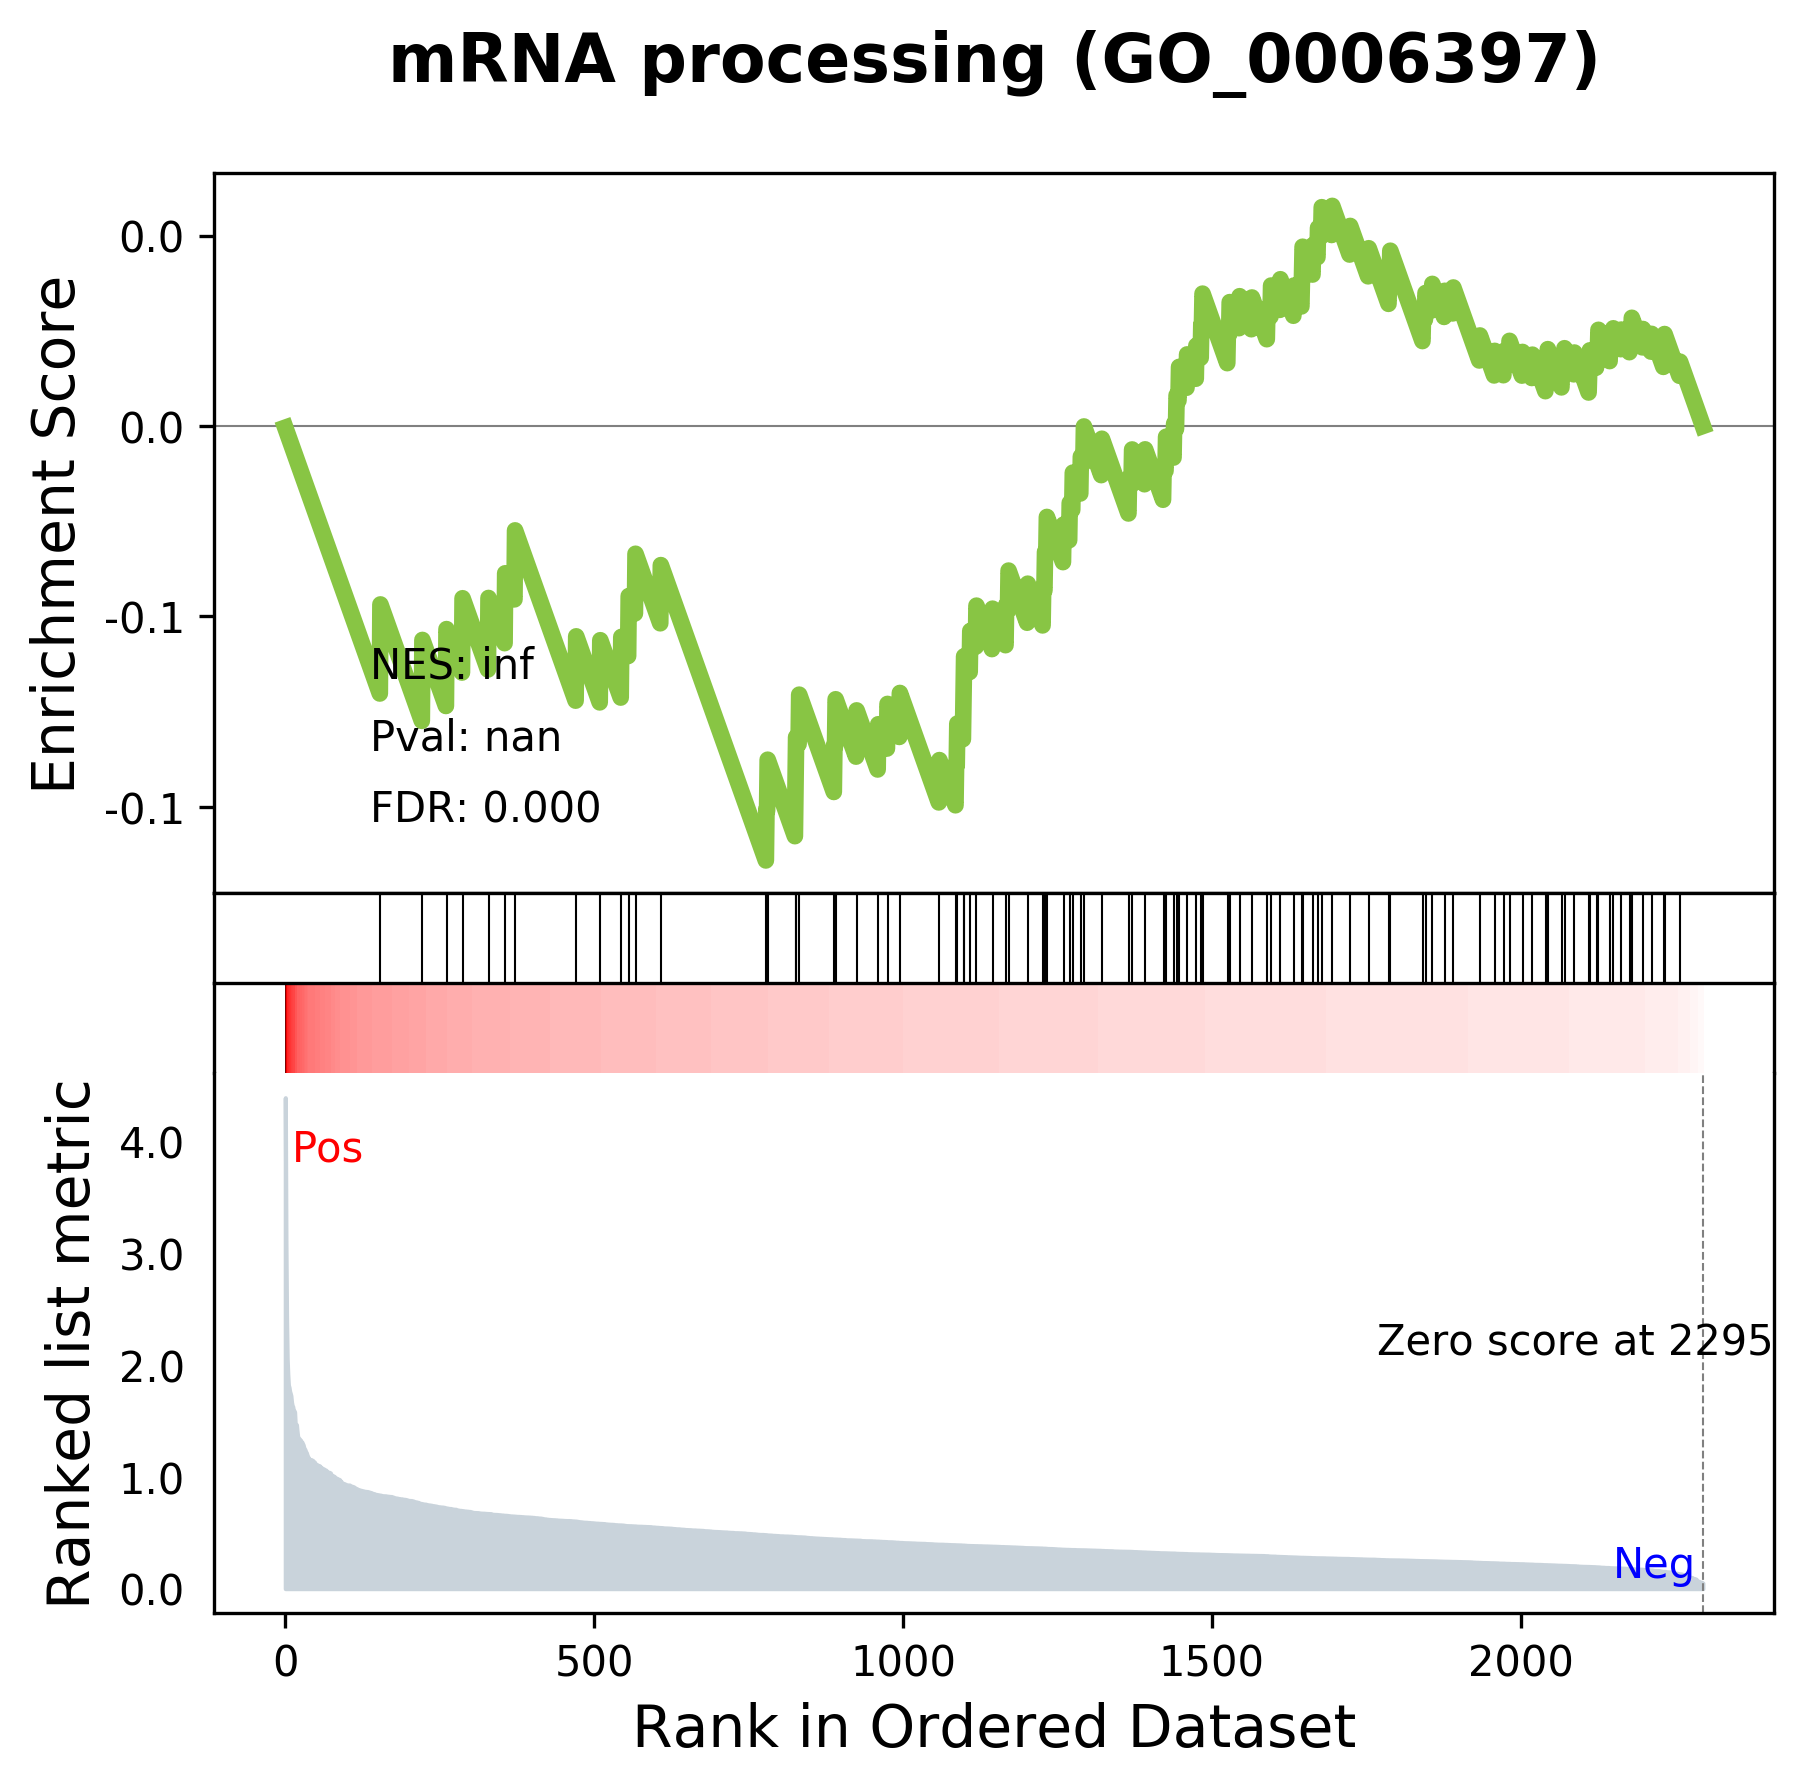 mRNA processing (GO_0006397)
Enrichment Score
0.0
0.0
-0.1
-0.1
NES: inf
Pval: nan
FDR: 0.000
Ranked list metric
4.0
3.0
2.0
1.0
0.0
Pos
Zero score at 2295
Neg
0 500 1000 1500 2000
Rank in Ordered Dataset